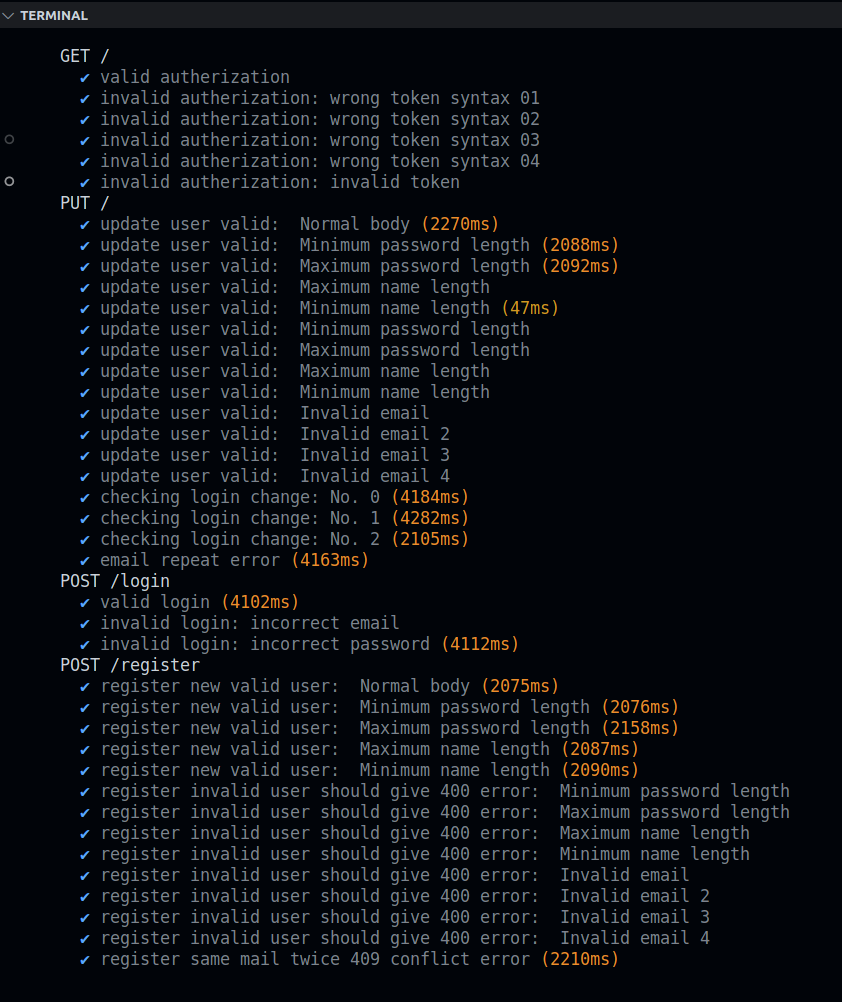 TERMINAL
GET /
✔ valid autherization
✔ invalid autherization: wrong token syntax 01
✔ invalid autherization: wrong token syntax 02
✔ invalid autherization: wrong token syntax 03
✔ invalid autherization: wrong token syntax 04
✔ invalid autherization: invalid token
PUT /
✔ update user valid:  Normal body (2270ms)
✔ update user valid:  Minimum password length (2088ms)
✔ update user valid:  Maximum password length (2092ms)
✔ update user valid:  Maximum name length
✔ update user valid:  Minimum name length (47ms)
✔ update user valid:  Minimum password length
✔ update user valid:  Maximum password length
✔ update user valid:  Maximum name length
✔ update user valid:  Minimum name length
✔ update user valid:  Invalid email
✔ update user valid:  Invalid email 2
✔ update user valid:  Invalid email 3
✔ update user valid:  Invalid email 4
✔ checking login change: No. 0 (4184ms)
✔ checking login change: No. 1 (4282ms)
✔ checking login change: No. 2 (2105ms)
✔ email repeat error (4163ms)
POST /login
✔ valid login (4102ms)
✔ invalid login: incorrect email
✔ invalid login: incorrect password (4112ms)
POST /register
✔ register new valid user:  Normal body (2075ms)
✔ register new valid user:  Minimum password length (2076ms)
✔ register new valid user:  Maximum password length (2158ms)
✔ register new valid user:  Maximum name length (2087ms)
✔ register new valid user:  Minimum name length (2090ms)
✔ register invalid user should give 400 error:  Minimum password length
✔ register invalid user should give 400 error:  Maximum password length
✔ register invalid user should give 400 error:  Maximum name length
✔ register invalid user should give 400 error:  Minimum name length
✔ register invalid user should give 400 error:  Invalid email
✔ register invalid user should give 400 error:  Invalid email 2
✔ register invalid user should give 400 error:  Invalid email 3
✔ register invalid user should give 400 error:  Invalid email 4
✔ register same mail twice 409 conflict error (2210ms)